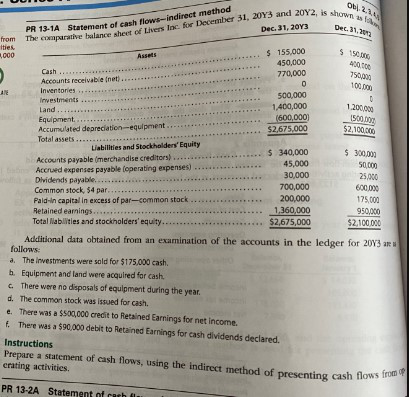 Obj. 2, 3, 4,
PR 13-1A Statement of cash flows—indirect method
from
The comparative balance sheet of Livers Inc. for December 31, 20Y3 and 20Y2, is shown as
ities,
,000
Dec. 31, 20Y3 Dec. 31, 20Y2
Assets
Cash $ 155,000 $ 150,000
Accounts receivable (net) 450,000 400,000
Inventories 770,000 750,000
Investments 0 100,000
Land 500,000 0
Equipment 1,400,000 1,200,000
Accumulated depreciation—equipment (600,000) (500,000)
Total assets $2,675,000 $2,100,000
Liabilities and Stockholders' Equity
Accounts payable (merchandise creditors) $ 340,000 $ 300,000
Accrued expenses payable (operating expenses) 45,000 50,000
Dividends payable 30,000 25,000
Common stock, $4 par 700,000 600,000
Paid-in capital in excess of par—common stock 200,000 175,000
Retained earnings 1,360,000 950,000
Total liabilities and stockholders' equity $2,675,000 $2,100,000
Additional data obtained from an examination of the accounts in the ledger for 20Y3 are as
follows:
a. The investments were sold for $175,000 cash.
b. Equipment and land were acquired for cash.
c. There were no disposals of equipment during the year.
d. The common stock was issued for cash.
e. There was a $500,000 credit to Retained Earnings for net income.
f. There was a $90,000 debit to Retained Earnings for cash dividends declared.
Instructions
Prepare a statement of cash flows, using the indirect method of presenting cash flows from op
erating activities.
PR 13-2A Statement of cash